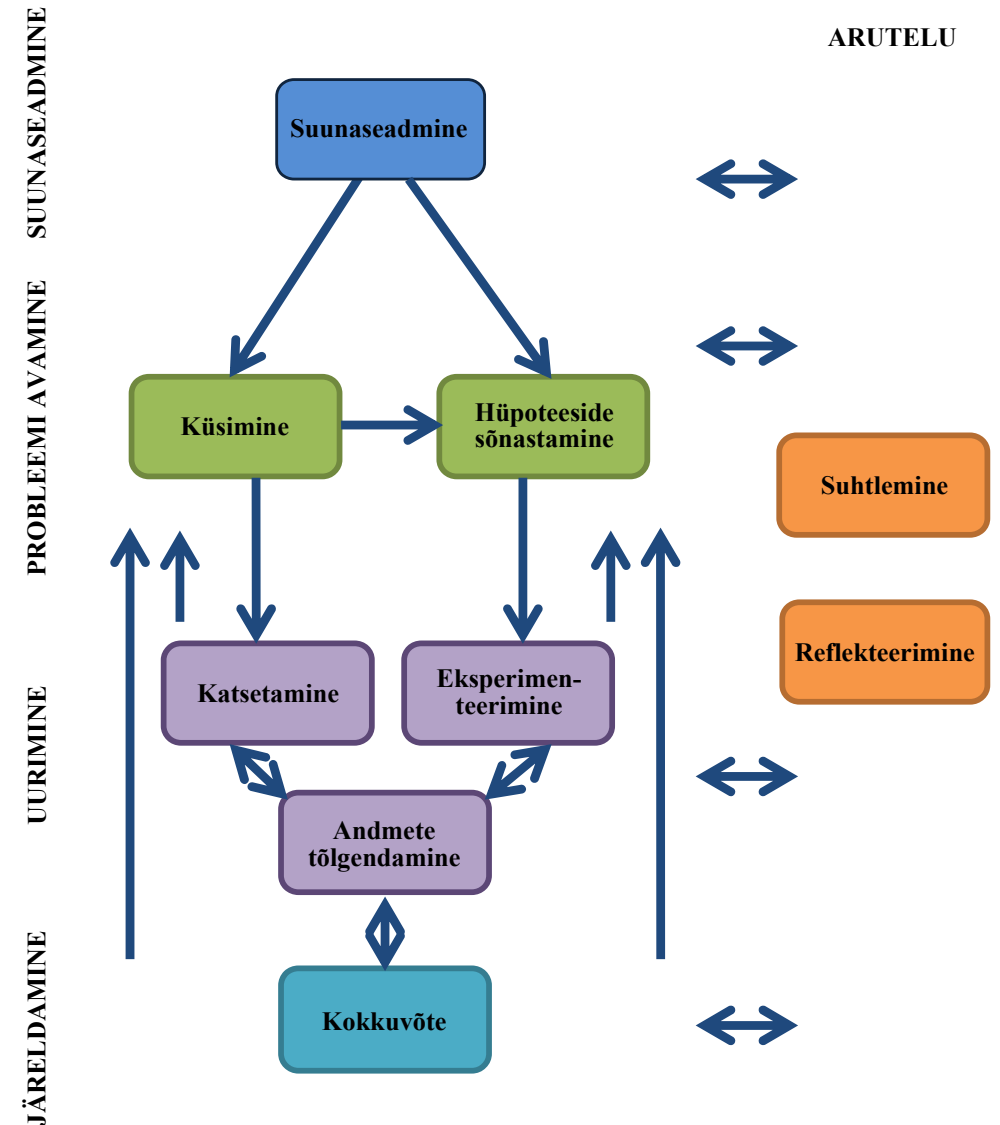 SUUNASEADMINE
ARUTELU
Suunaseadmine
PROBLEEMI AVAMINE
Küsimine
Hüpoteeside
sõnastamine
Suhtlemine
Reflekteerimine
UURIMINE
Katsetamine
Eksperimen-
teerimine
Andmete
tõlgendamine
JÄRELDAMINE
Kokkuvõte